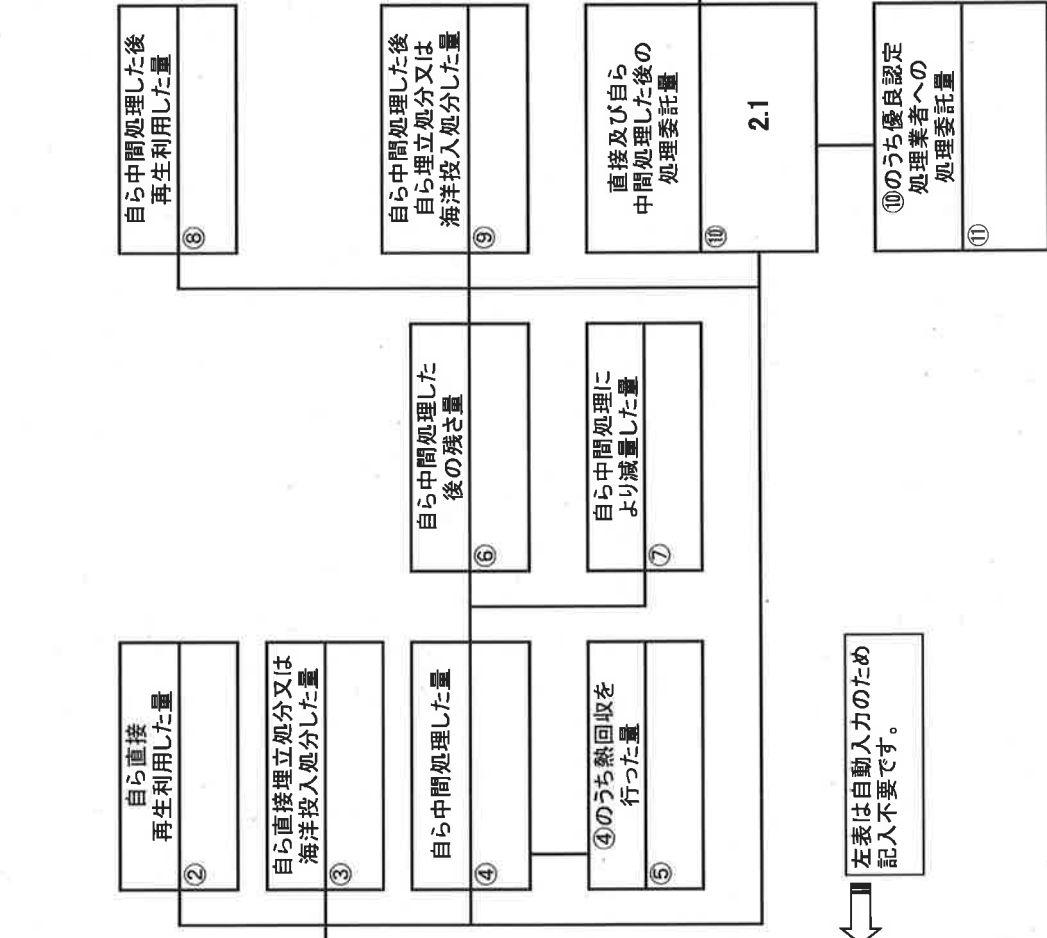 自ら直接
再生利用した量
②
自ら直接埋立処分又は
海洋投入処分した量
③
自ら中間処理した量
④
④のうち熱回収を
行った量
⑤
自ら中間処理した
後の残さ量
⑥
自ら中間処理に
より減量した量
⑦
自ら中間処理した後
再生利用した量
⑧
自ら中間処理した後
自ら埋立処分又は
海洋投入処分した量
⑨
直接及び自ら
中間処理した後の
処理委託量
⑩
2.1
⑩のうち優良認定
処理業者への
処理委託量
⑪
左表は自動入力のため
記入不要です。